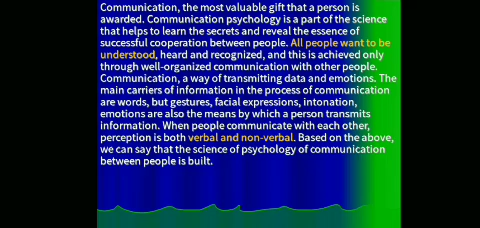 Communication, the most valuable gift that a person is
awarded. Communication psychology is a part of the science
that helps to learn the secrets and reveal the essence of
successful cooperation between people. All people want to be
understood, heard and recognized, and this is achieved only
through well-organized communication with other people.
Communication, a way of transmitting data and emotions. The
main carriers of information in the process of communication
are words, but gestures, facial expressions, intonation,
emotions are also the means by which a person transmits
information. When people communicate with each other,
perception is both verbal and non-verbal. Based on the above,
we can say that the science of psychology of communication
between people is built.